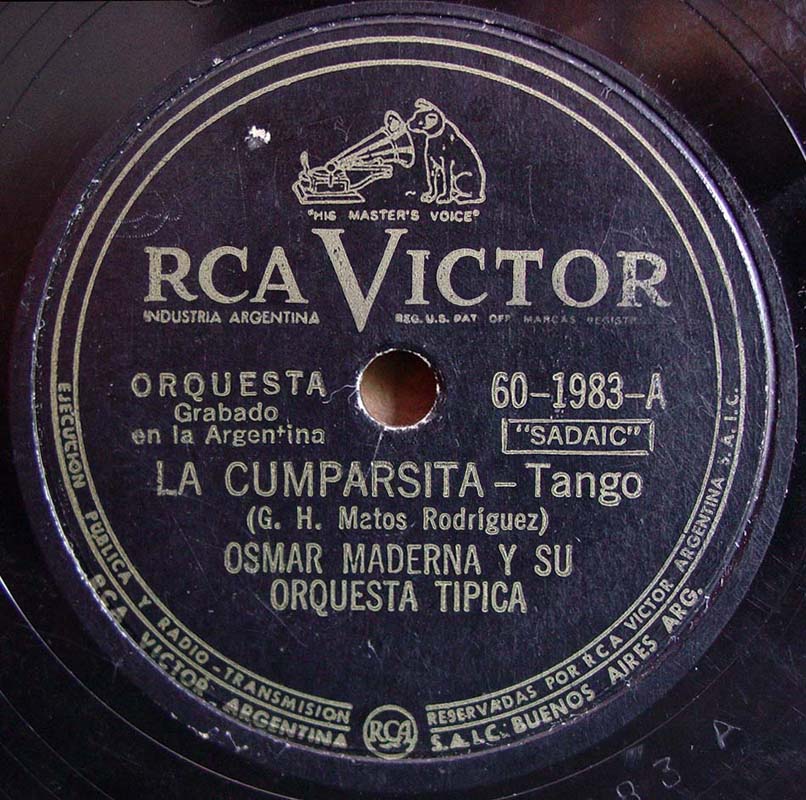 "HIS MASTER'S VOICE"
RCA VICTOR
INDUSTRIA ARGENTINA
REG. U.S. PAT. OFF. MARCAS REGISTR
ORQUESTA
Grabado
en la Argentina
60-1983-A
"SADAIC"
LA CUMPARSITA - Tango
(G. H. Matos Rodríguez)
OSMAR MADERNA Y SU
ORQUESTA TIPICA
EJECUCION PUBLICA Y RADIO-TRANSMISION
RESERVADAS POR RCA VICTOR ARGENTINA S.A.I.C.
RCA VICTOR ARGENTINA
RCA
S.A.I.C. BUENOS AIRES ARG.
83 A